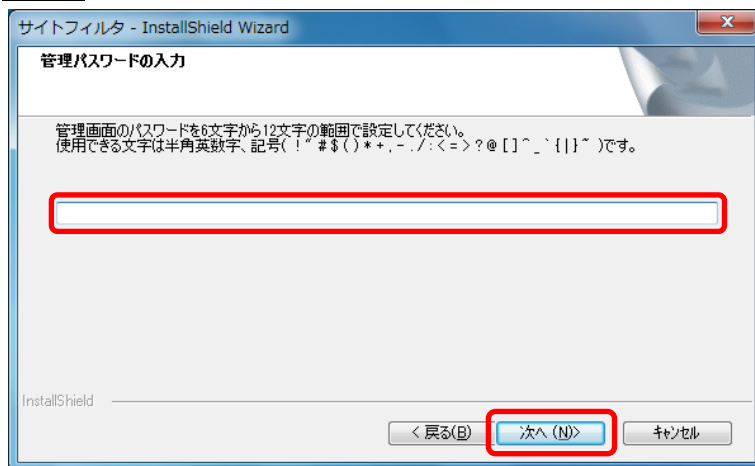 サイトフィルタ - InstallShield Wizard
管理パスワードの入力
管理画面のパスワードを6文字から12文字の範囲で設定してください。
使用できる文字は半角英数字、記号( ! " # $ ( ) * + , - . / : < = > ? @ [ ] ^ _ ` { | } ~ )です。
InstallShield
< 戻る(B)
次へ (N)>
キャンセル